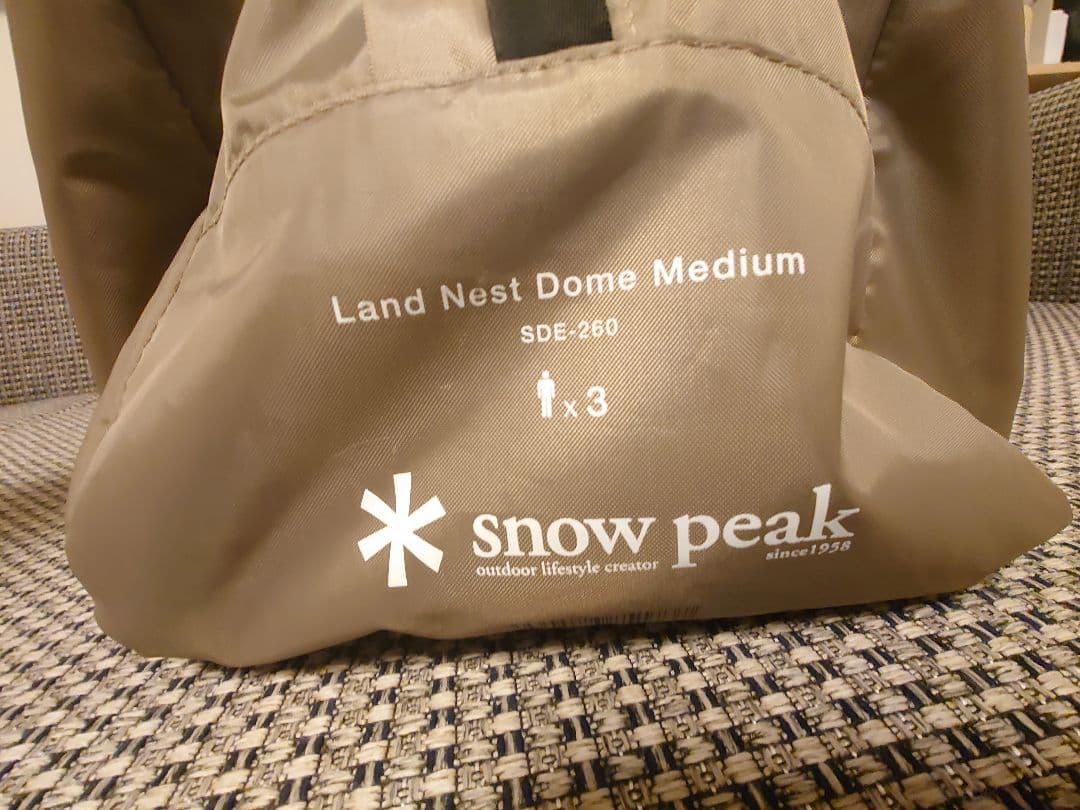 Land Nest Dome Medium
SDE-260
x 3
snow peak
outdoor lifestyle creator
since1958